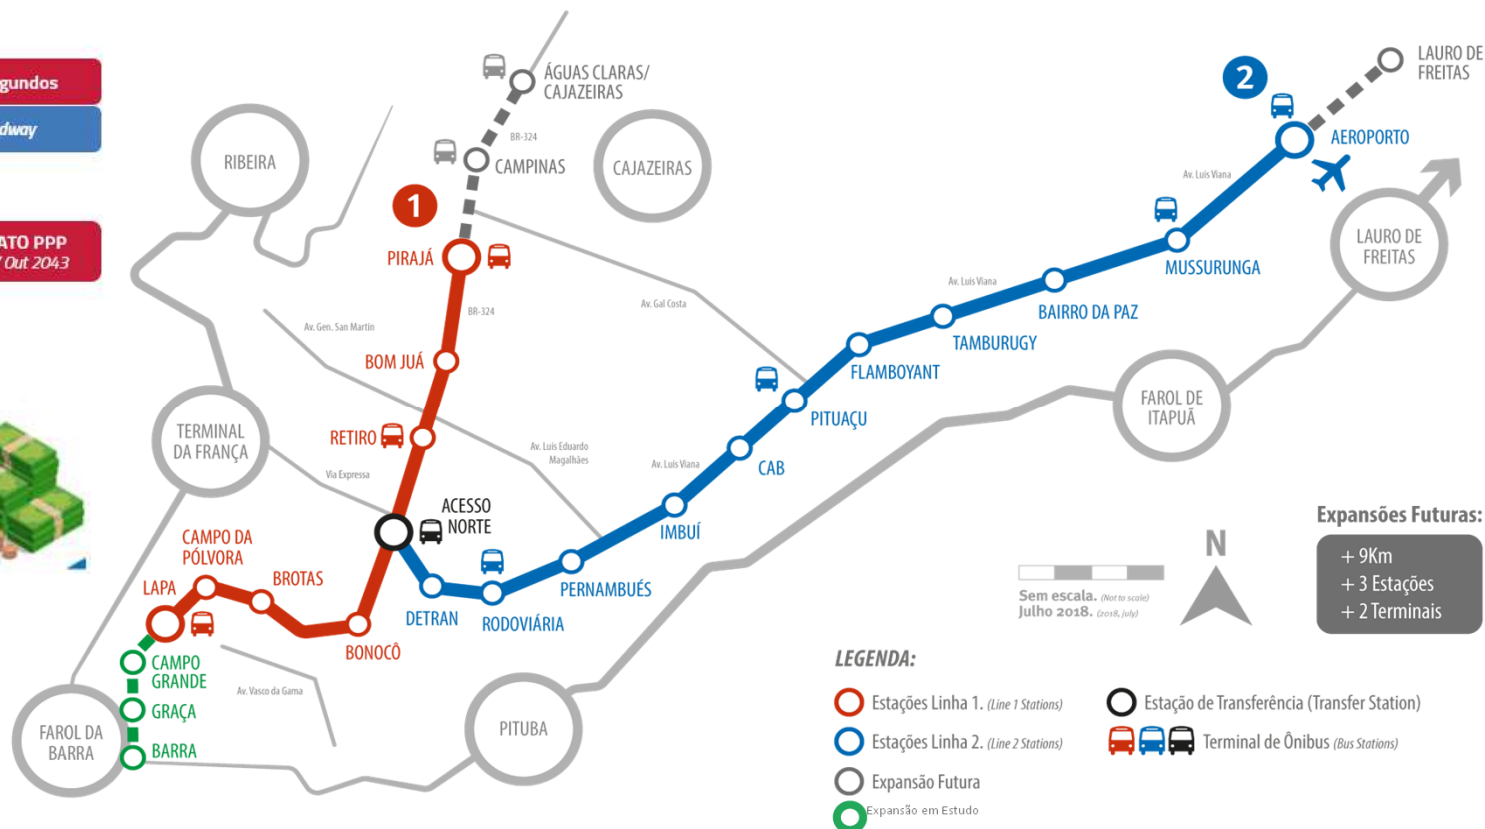 gundos
dway
ATO PPP
Out 2043
ÁGUAS CLARAS/
CAJAZEIRAS
BR-324
CAMPINAS
CAJAZEIRAS
RIBEIRA
1
PIRAJÁ
BR-324
Av. Gal Costa
Av. Gen. San Martin
BOM JUÁ
RETIRO
TERMINAL
DA FRANÇA
Via Expressa
Av. Luis Eduardo
Magalhães
ACESSO
NORTE
CAMPO DA
PÓLVORA
LAPA
BROTAS
BONOCÔ
CAMPO
GRANDE
GRAÇA
BARRA
FAROL DA
BARRA
Av. Vasco da Gama
PITUBA
DETRAN
RODOVIÁRIA
PERNAMBUÉS
IMBUÍ
Av. Luis Viana
CAB
PITUAÇU
FLAMBOYANT
TAMBURUGY
Av. Luis Viana
BAIRRO DA PAZ
MUSSURUNGA
Av. Luis Viana
2
AEROPORTO
LAURO DE
FREITAS
LAURO DE
FREITAS
FAROL DE
ITAPUÃ
N
Sem escala. (Not to scale)
Julho 2018. (2018, july)
Expansões Futuras:
+ 9Km
+ 3 Estações
+ 2 Terminais
LEGENDA:
Estações Linha 1. (Line 1 Stations)
Estações Linha 2. (Line 2 Stations)
Expansão Futura
Expansão em Estudo
Estação de Transferência (Transfer Station)
Terminal de Ônibus (Bus Stations)